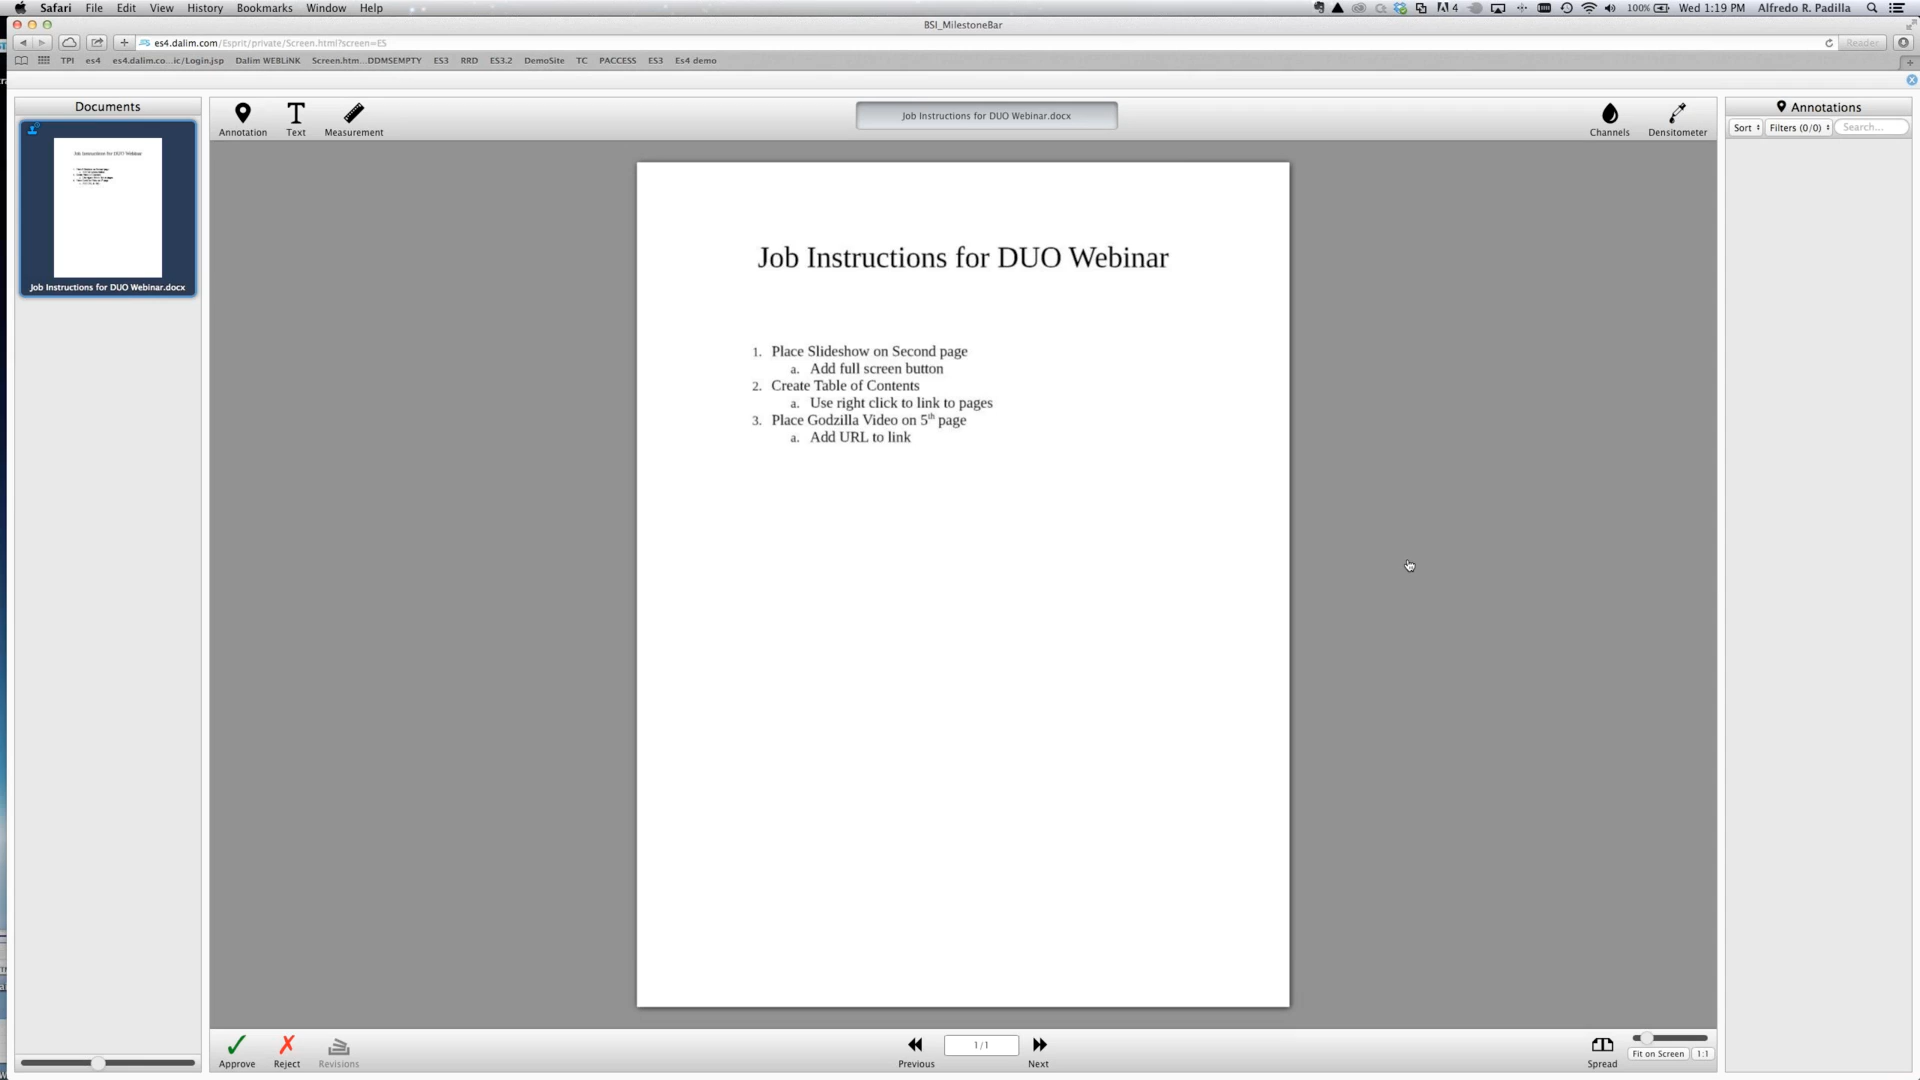 Safari File Edit View History Bookmarks Window Help 4 100% Wed 1:19 PM Alfredo R. Padilla
BSI_MilestoneBar
es4.dalim.com/Esprit/private/Screen.html?screen=ES Reader
TPI es4 es4.dalim.co...ic/Login.jsp Dalim WEBLiNK Screen.htm...DDMSEMPTY ES3 RRD ES3.2 DemoSite TC PACCESS ES3 Es4 demo
Documents
Job Instructions for DUO Webinar.docx
Annotation Text Measurement
Job Instructions for DUO Webinar.docx
Channels Densitometer
Annotations
Sort Filters (0/0) Search...
Job Instructions for DUO Webinar
1. Place Slideshow on Second page
a. Add full screen button
2. Create Table of Contents
a. Use right click to link to pages
3. Place Godzilla Video on 5th page
a. Add URL to link
Approve Reject Revisions
Previous 1/1 Next
Spread Fit on Screen 1:1